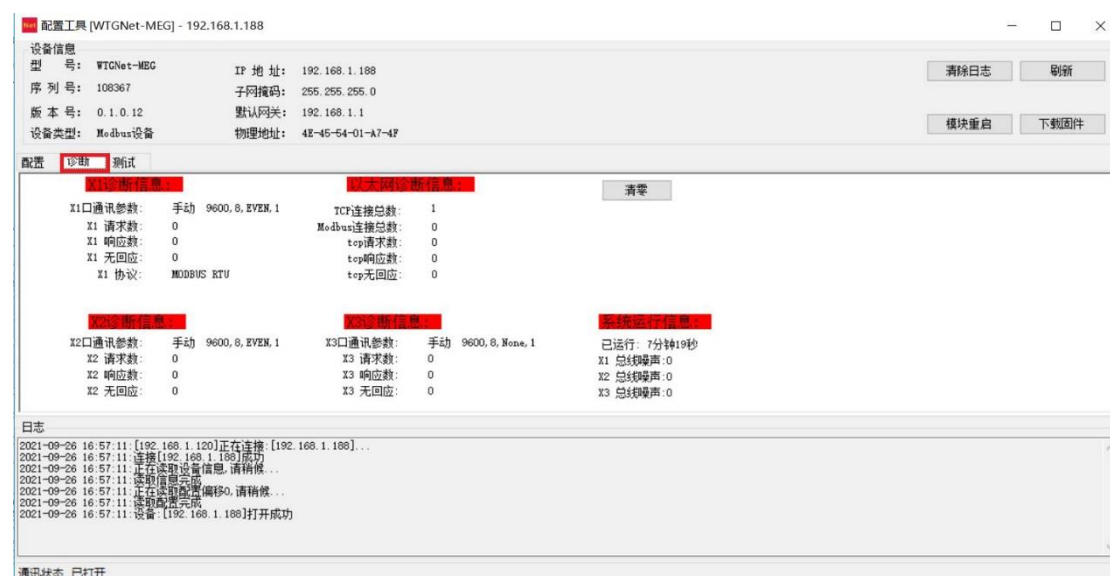 Net 配置工具 [WTGNet-MEG] - 192.168.1.188
设备信息
型 号: WTGNet-MEG IP 地 址: 192.168.1.188 清除日志 刷新
序 列 号: 108367 子网掩码: 255.255.255.0
版 本 号: 0.1.0.12 默认网关: 192.168.1.1
设备类型: Modbus设备 物理地址: 4E-45-54-01-A7-4F 模块重启 下载固件
配置 诊断 测试
X1诊断信息: 以太网诊断信息: 清零
X1口通讯参数: 手动 9600,8,EVEN,1 TCP连接总数: 1
X1 请求数: 0 Modbus连接总数: 0
X1 响应数: 0 tcp请求数: 0
X1 无回应: 0 tcp响应数: 0
X1 协议: MODBUS RTU tcp无回应: 0
X2诊断信息: X3诊断信息: 系统运行信息:
X2口通讯参数: 手动 9600,8,EVEN,1 X3口通讯参数: 手动 9600,8,None,1 已运行: 7分钟19秒
X2 请求数: 0 X3 请求数: 0 X1 总线噪声:0
X2 响应数: 0 X3 响应数: 0 X2 总线噪声:0
X2 无回应: 0 X3 无回应: 0 X3 总线噪声:0
日志
2021-09-26 16:57:11:[192.168.1.120]正在连接:[192.168.1.188]...
2021-09-26 16:57:11:连接[192.168.1.188]成功
2021-09-26 16:57:11:正在读取设备信息,请稍候...
2021-09-26 16:57:11:读取信息完成
2021-09-26 16:57:11:正在读取配置偏移0,请稍候...
2021-09-26 16:57:11:读取配置完成
2021-09-26 16:57:11:设备:[192.168.1.188]打开成功
通讯状态 已打开